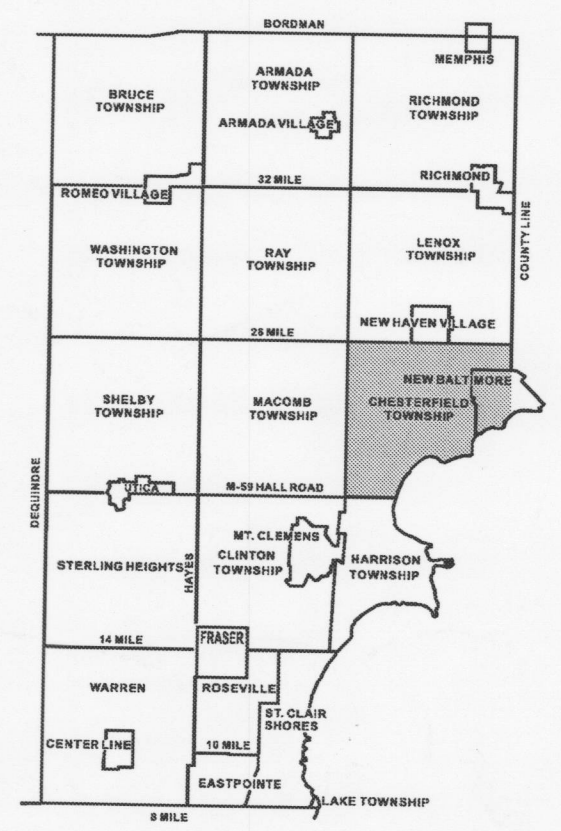 BORDMAN
MEMPHIS
BRUCE
TOWNSHIP
ARMADA
TOWNSHIP
RICHMOND
TOWNSHIP
ARMADA VILLAGE
ROMEO VILLAGE
32 MILE
RICHMOND
COUNTY LINE
WASHINGTON
TOWNSHIP
RAY
TOWNSHIP
LENOX
TOWNSHIP
NEW HAVEN VILLAGE
26 MILE
NEW BALTIMORE
CHESTERFIELD
TOWNSHIP
SHELBY
TOWNSHIP
MACOMB
TOWNSHIP
DEQUINDRE
UTICA
M-59 HALL ROAD
MT. CLEMENS
CLINTON
TOWNSHIP
HARRISON
TOWNSHIP
STERLING HEIGHTS
HAYES
14 MILE
FRASER
WARREN
ROSEVILLE
ST. CLAIR
SHORES
CENTER LINE
10 MILE
EASTPOINTE
LAKE TOWNSHIP
8 MILE